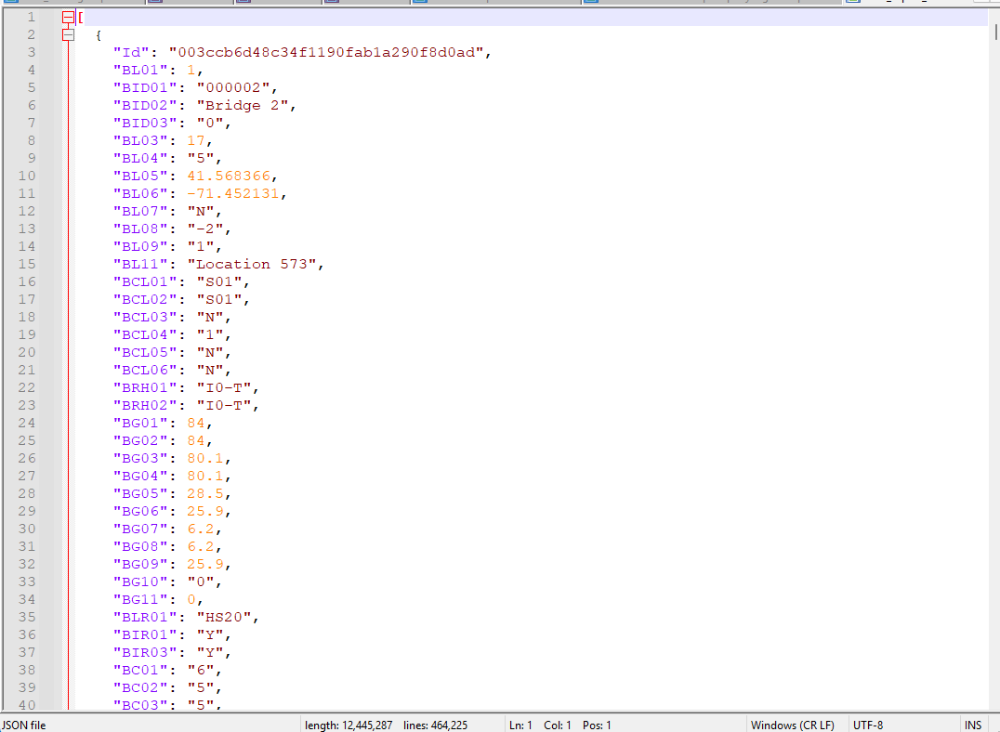 1 [
2 {
3 "Id": "003ccb6d48c34f1190fab1a290f8d0ad",
4 "BL01": 1,
5 "BID01": "000002",
6 "BID02": "Bridge 2",
7 "BID03": "0",
8 "BL03": 17,
9 "BL04": "5",
10 "BL05": 41.568366,
11 "BL06": -71.452131,
12 "BL07": "N",
13 "BL08": "-2",
14 "BL09": "1",
15 "BL11": "Location 573",
16 "BCL01": "S01",
17 "BCL02": "S01",
18 "BCL03": "N",
19 "BCL04": "1",
20 "BCL05": "N",
21 "BCL06": "N",
22 "BRH01": "I0-T",
23 "BRH02": "I0-T",
24 "BG01": 84,
25 "BG02": 84,
26 "BG03": 80.1,
27 "BG04": 80.1,
28 "BG05": 28.5,
29 "BG06": 25.9,
30 "BG07": 6.2,
31 "BG08": 6.2,
32 "BG09": 25.9,
33 "BG10": "0",
34 "BG11": 0,
35 "BLR01": "HS20",
36 "BIR01": "Y",
37 "BIR03": "Y",
38 "BC01": "6",
39 "BC02": "5",
40 "BC03": "5",
JSON file length: 12,445,287 lines: 464,225 Ln: 1 Col: 1 Pos: 1 Windows (CR LF) UTF-8 INS